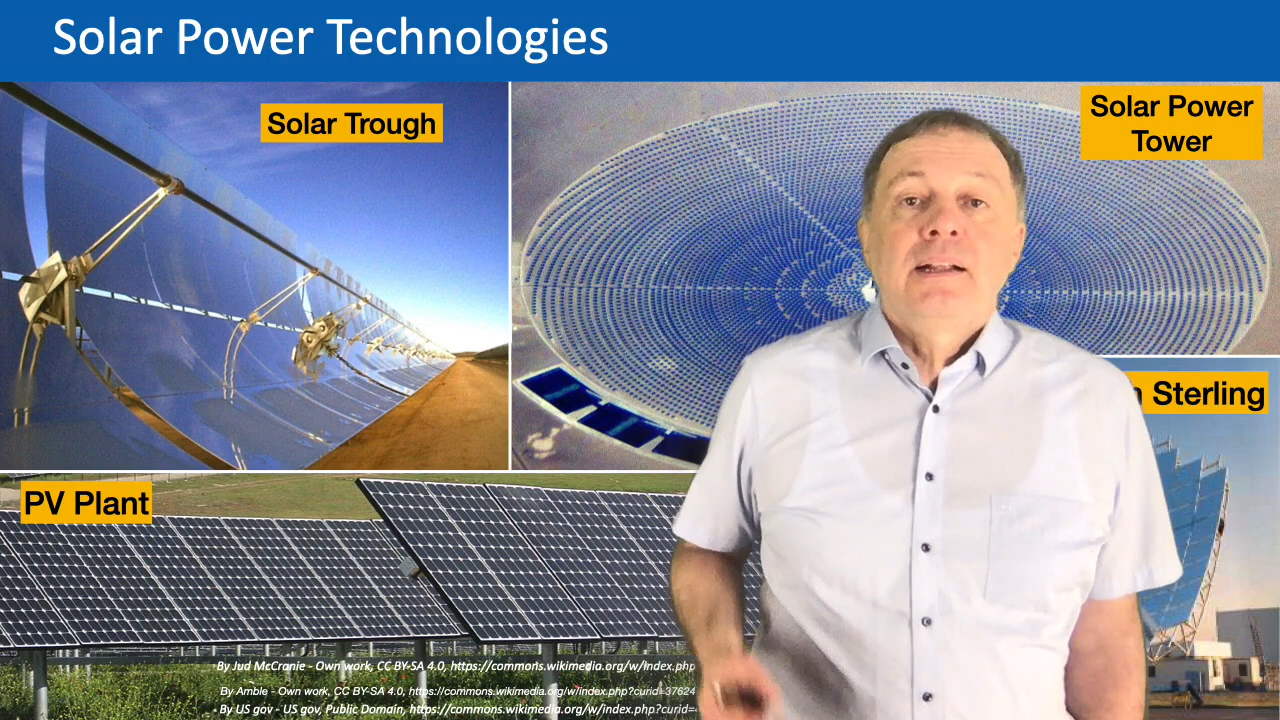 Solar Power Technologies
Solar Trough
Solar Power
Tower
Sterling
PV Plant
By Jud McCranie - Own work, CC BY-SA 4.0, https://commons.wikimedia.org/w/index.php
By Amble - Own work, CC BY-SA 4.0, https://commons.wikimedia.org/w/index.php?curid=37624
By US gov - US gov, Public Domain, https://commons.wikimedia.org/w/index.php?curid=